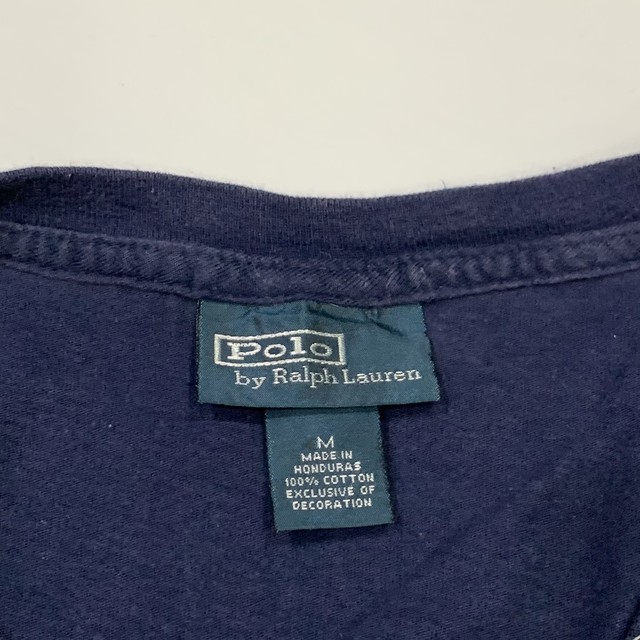 Polo
by Ralph Lauren
M
MADE IN
HONDURAS
100% COTTON
EXCLUSIVE OF
DECORATION